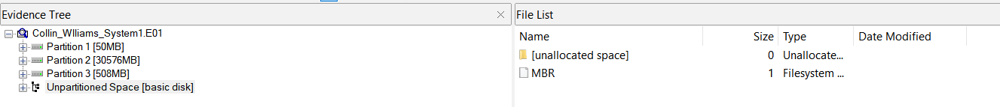 Evidence Tree
Collin_WIliams_System1.E01
Partition 1 [50MB]
Partition 2 [30576MB]
Partition 3 [508MB]
Unpartitioned Space [basic disk]
File List
Name Size Type Date Modified
[unallocated space] 0 Unallocate...
MBR 1 Filesystem ...